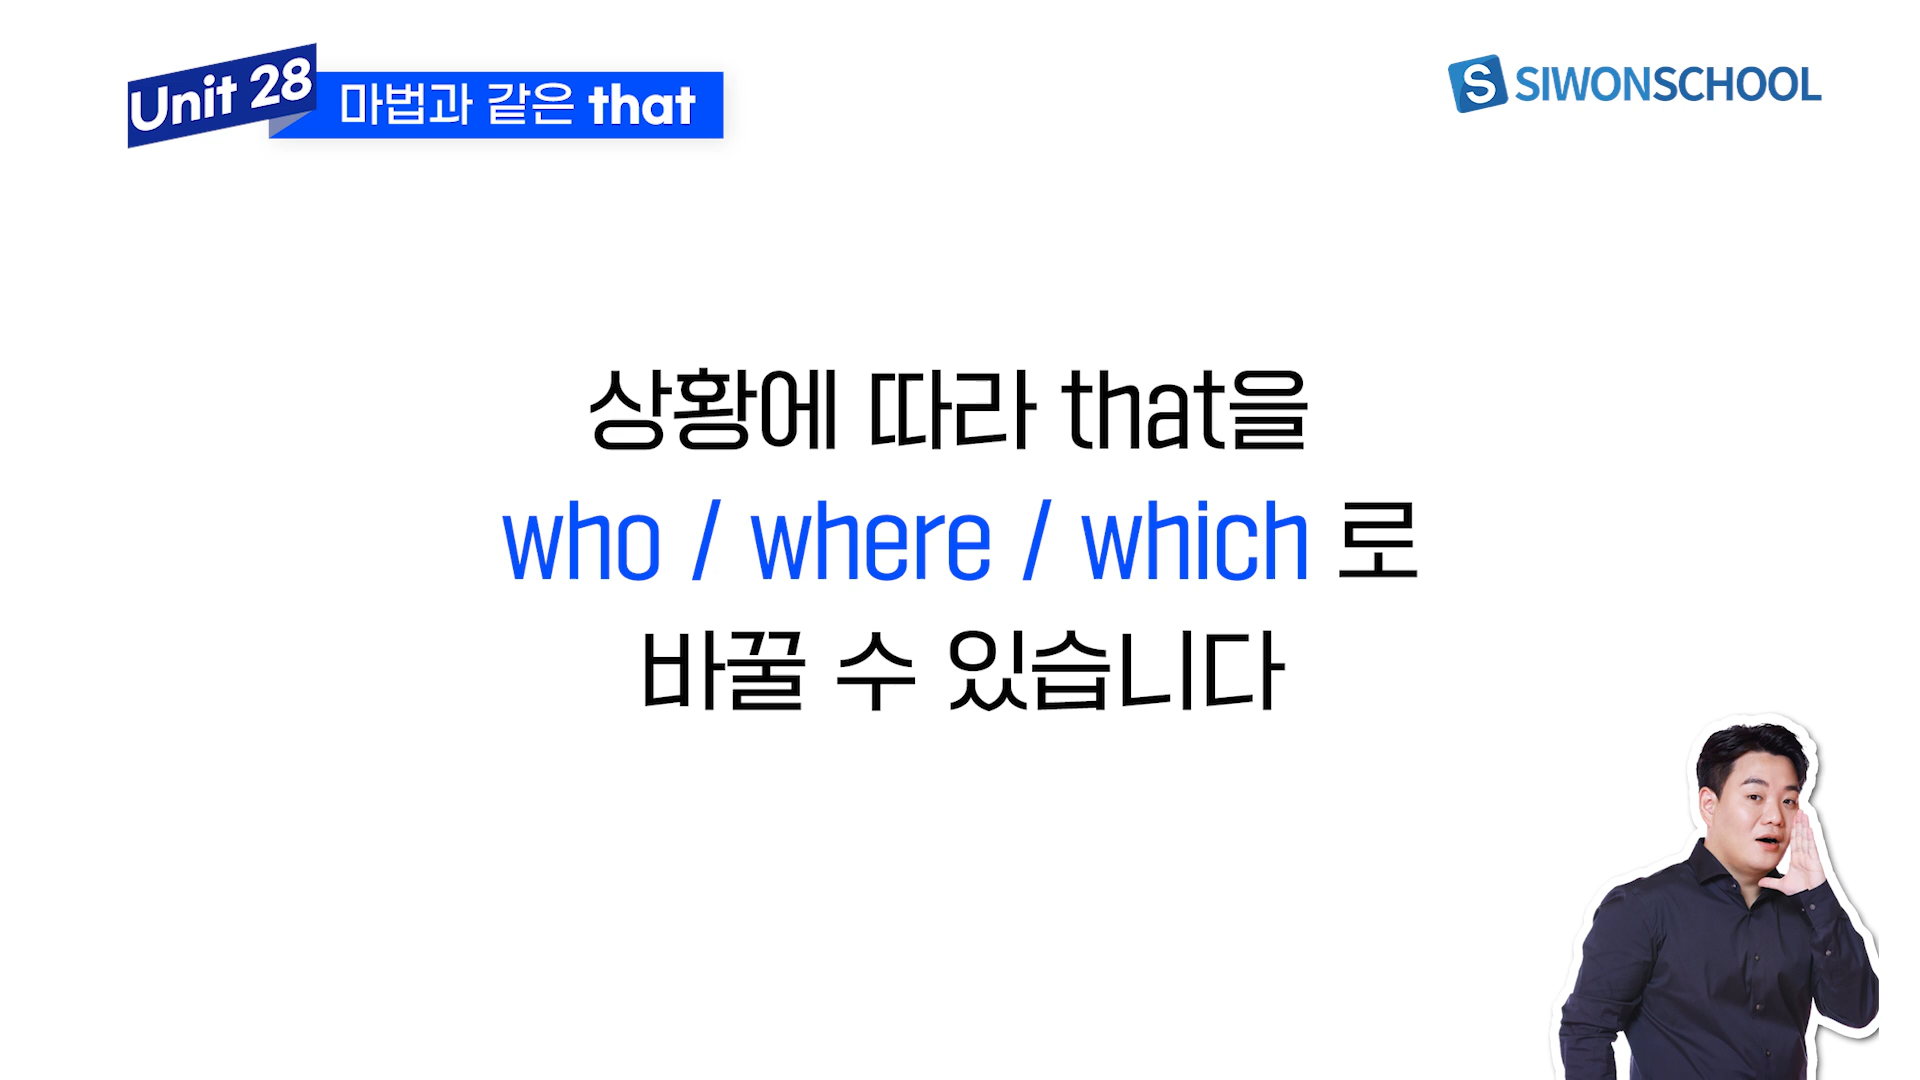 Unit 28
마법과 같은 that
S SIWONSCHOOL
상황에 따라 that을
who / where / which 로
바꿀 수 있습니다